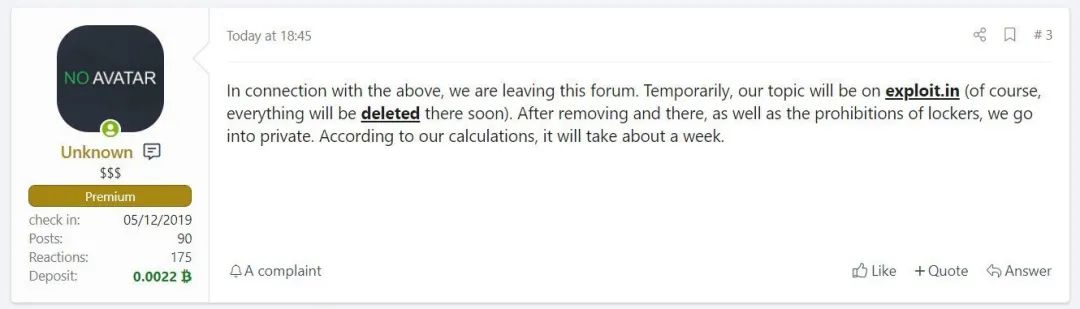 Today at 18:45
# 3
NO AVATAR
In connection with the above, we are leaving this forum. Temporarily, our topic will be on exploit.in (of course,
everything will be deleted there soon). After removing and there, as well as the prohibitions of lockers, we go
into private. According to our calculations, it will take about a week.
Unknown
$$$
Premium
check in: 05/12/2019
Posts: 90
Reactions: 175
Deposit: 0.0022 ₿
A complaint
Like
+Quote
Answer